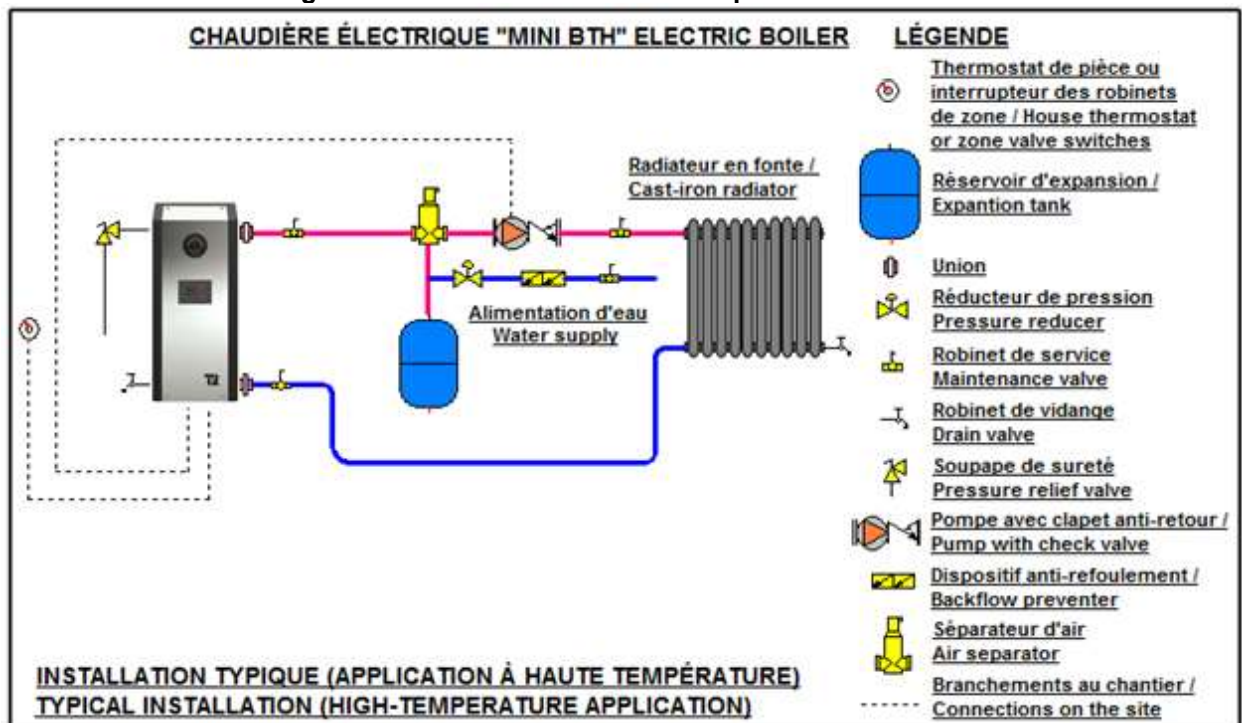 CHAUDIÈRE ÉLECTRIQUE "MINI BTH" ELECTRIC BOILER
Radiateur en fonte /
Cast-iron radiator
Alimentation d'eau
Water supply
INSTALLATION TYPIQUE (APPLICATION À HAUTE TEMPÉRATURE)
TYPICAL INSTALLATION (HIGH-TEMPERATURE APPLICATION)
LÉGENDE
Thermostat de pièce ou
interrupteur des robinets
de zone / House thermostat
or zone valve switches
Réservoir d'expansion /
Expantion tank
Union
Réducteur de pression
Pressure reducer
Robinet de service
Maintenance valve
Robinet de vidange
Drain valve
Soupape de sureté
Pressure relief valve
Pompe avec clapet anti-retour /
Pump with check valve
Dispositif anti-refoulement /
Backflow preventer
Séparateur d'air
Air separator
Branchements au chantier /
Connections on the site